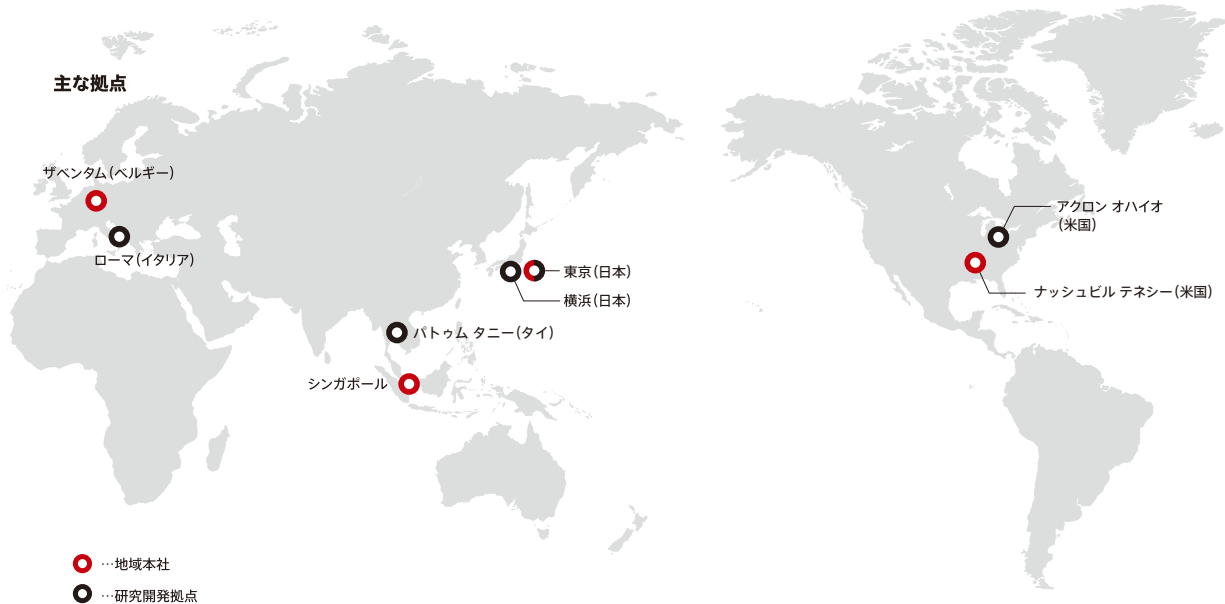 主な拠点
ザベンタム(ベルギー)
ローマ(イタリア)
東京(日本)
横浜(日本)
パトゥム タニー(タイ)
シンガポール
アクロン オハイオ
(米国)
ナッシュビル テネシー(米国)
…地域本社
…研究開発拠点